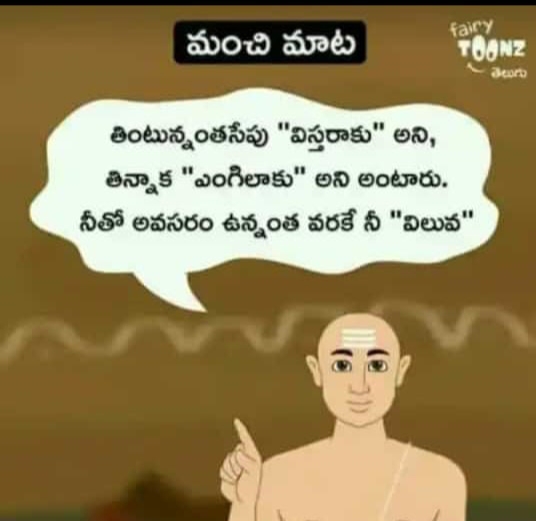 మంచి మాట
fairy
TOONZ
తెలుగు
తింటున్నంతసేపు "విస్తరాకు" అని,
తిన్నాక "ఎంగిలాకు" అని అంటారు.
నీతో అవసరం ఉన్నంత వరకే నీ "విలువ"